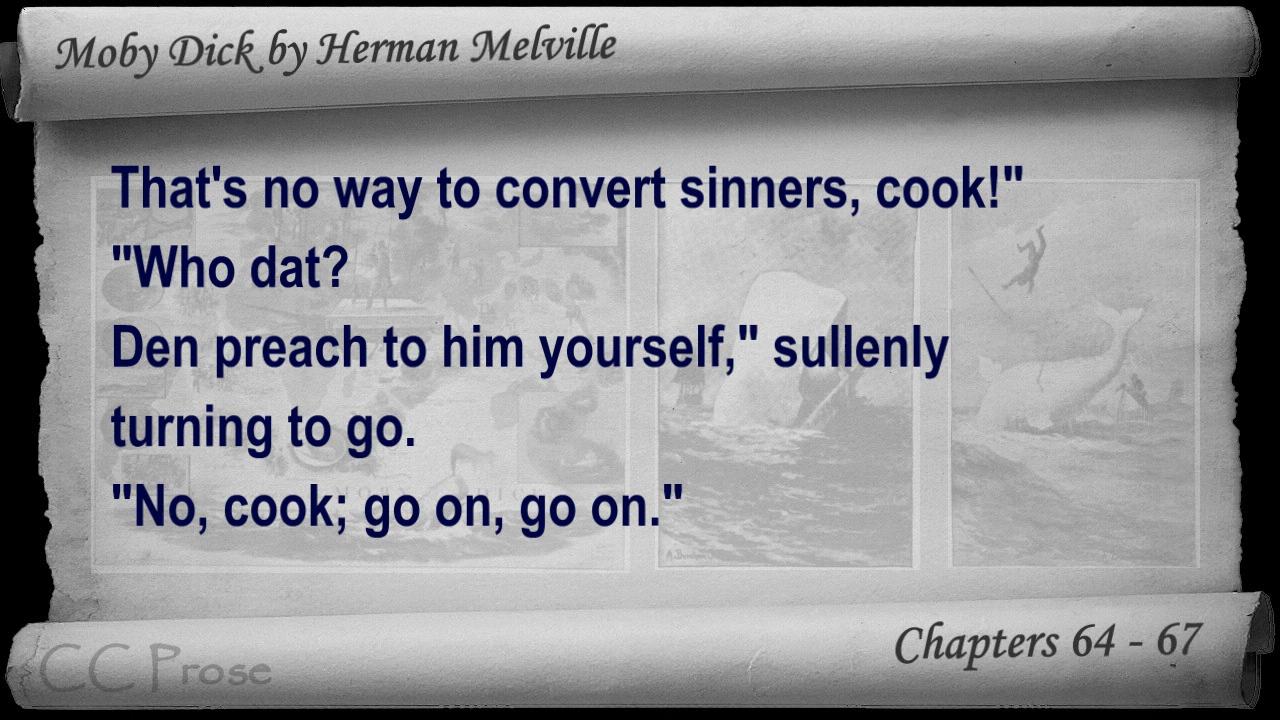 Moby Dick by Herman Melville
That's no way to convert sinners, cook!"
"Who dat?
Den preach to him yourself," sullenly
turning to go.
"No, cook; go on, go on."
Chapters 64 - 67
CC Prose